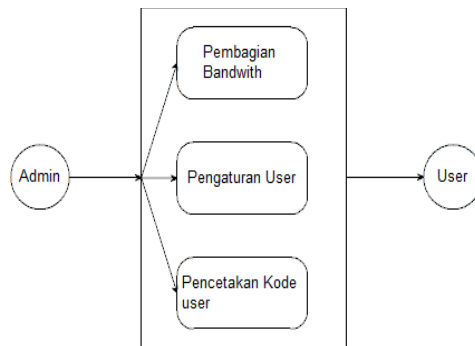 Pembagian
Bandwith
Admin
Pengaturan User
User
Pencetakan Kode
user